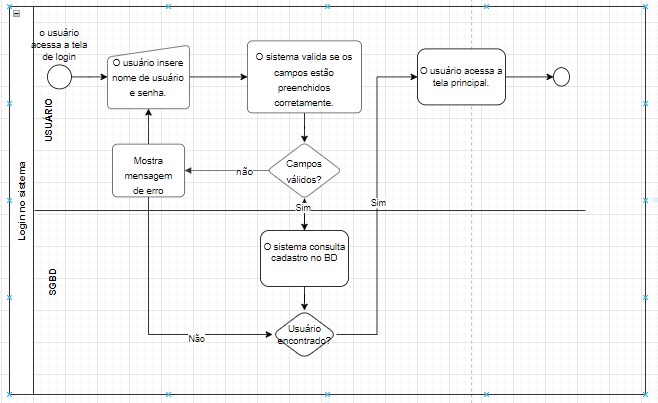 o usuário
acessa a tela
de login
O usuário insere
nome de usuário
e senha.
O sistema valida se os
campos estão
preenchidos
corretamente.
O usuário acessa a
tela principal.
USUÁRIO
Mostra
mensagem
de erro
não
Campos
válidos?
Sim
Sim
Login no sistema
O sistema consulta
cadastro no BD
SGBD
Não
Usuário
encontrado?